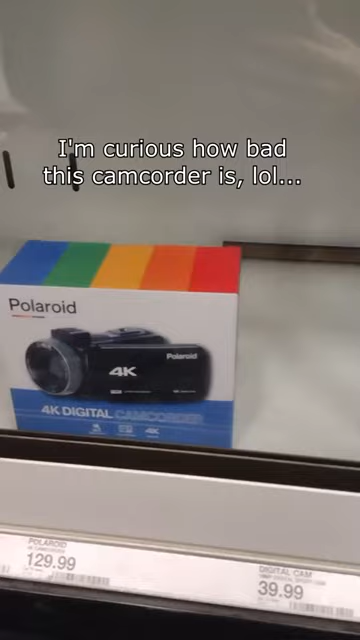 I'm curious how bad
this camcorder is, lol...
Polaroid
Polaroid
4K
4K DIGITAL CAMCORDER
4K
POLAROID
129.99
DIGITAL CAM
39.99